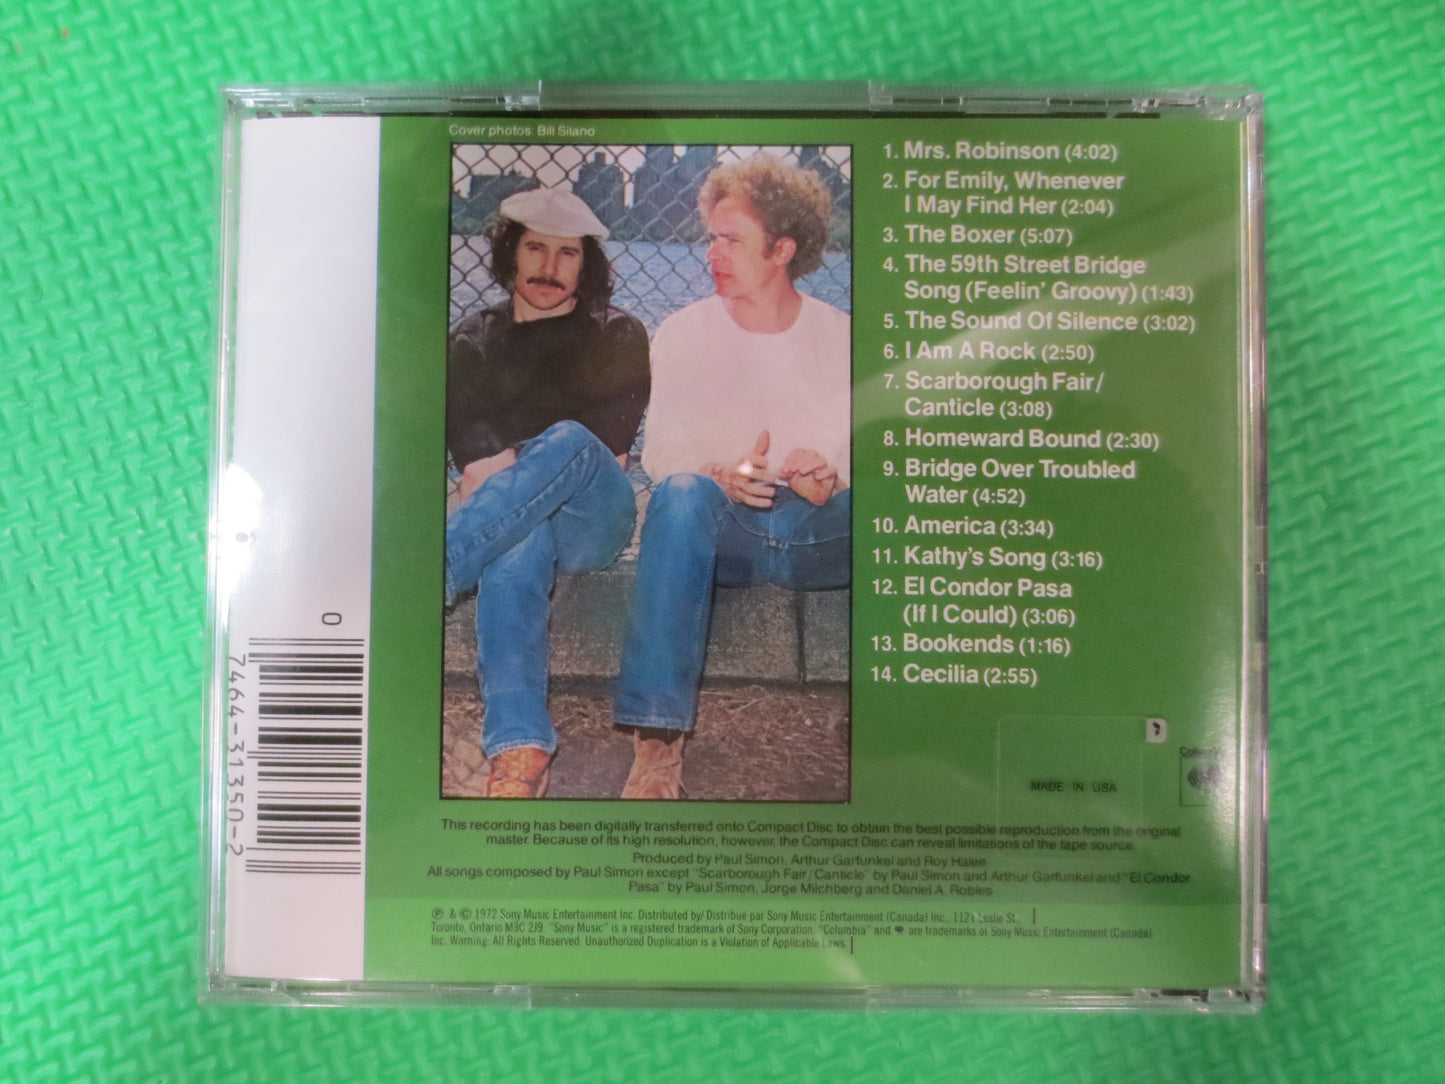 Cover photos: Bill Silano
1. Mrs. Robinson (4:02)
2. For Emily, Whenever
I May Find Her (2:04)
3. The Boxer (5:07)
4. The 59th Street Bridge
Song (Feelin' Groovy) (1:43)
5. The Sound Of Silence (3:02)
6. I Am A Rock (2:50)
7. Scarborough Fair/
Canticle (3:08)
8. Homeward Bound (2:30)
9. Bridge Over Troubled
Water (4:52)
10. America (3:34)
11. Kathy's Song (3:16)
12. El Condor Pasa
(If I Could) (3:06)
13. Bookends (1:16)
14. Cecilia (2:55)
0
7464-31350-2
MADE IN USA
This recording has been digitally transferred onto Compact Disc to obtain the best possible reproduction from the original
master. Because of its high resolution, however, the Compact Disc can reveal limitations of the tape source.
Produced by Paul Simon, Arthur Garfunkel and Roy Halee
All songs composed by Paul Simon except "Scarborough Fair/Canticle" by Paul Simon and Arthur Garfunkel and "El Condor
Pasa" by Paul Simon, Jorge Milchberg and Daniel A. Robles
℗ & © 1972 Sony Music Entertainment Inc. Distributed by/Distribué par Sony Music Entertainment (Canada) Inc., 1121 Leslie St.,
Toronto, Ontario M3C 2J9. "Sony Music" is a registered trademark of Sony Corporation. "Columbia" and are trademarks of Sony Music Entertainment (Canada)
Inc. Warning: All Rights Reserved. Unauthorized Duplication is a Violation of Applicable Laws.